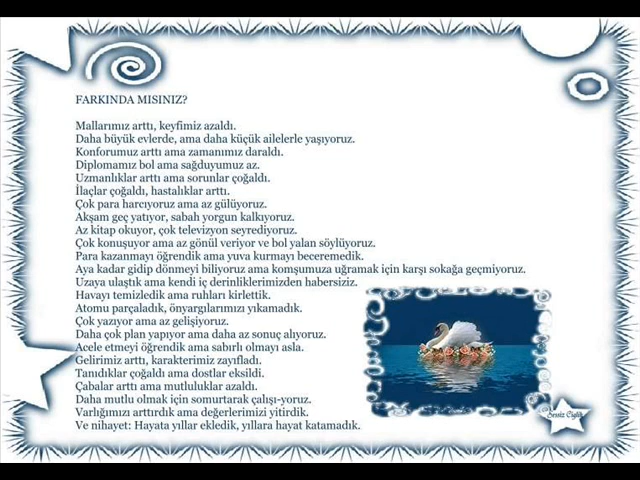 FARKINDA MISINIZ?
Mallarımız arttı, keyfimiz azaldı.
Daha büyük evlerde, ama daha küçük ailelerle yaşıyoruz.
Konforumuz arttı ama zamanımız daraldı.
Diplomamız bol ama sağduyumuz az.
Uzmanlıklar arttı ama sorunlar çoğaldı.
İlaçlar çoğaldı, hastalıklar arttı.
Çok para harcıyoruz ama az gülüyoruz.
Akşam geç yatıyor, sabah yorgun kalkıyoruz.
Az kitap okuyor, çok televizyon seyrediyoruz.
Çok konuşuyor ama az gönül veriyor ve bol yalan söylüyoruz.
Para kazanmayı öğrendik ama yuva kurmayı beceremedik.
Aya kadar gidip dönmeyi biliyoruz ama komşumuza uğramak için karşı sokağa geçmiyoruz.
Uzaya ulaştık ama kendi iç derinliklerimizden habersiziz.
Havayı temizledik ama ruhları kirlettik.
Atomu parçaladık, önyargılarımızı yıkamadık.
Çok yazıyor ama az gelişiyoruz.
Daha çok plan yapıyor ama daha az sonuç alıyoruz.
Acele etmeyi öğrendik ama sabırlı olmayı asla.
Gelirimiz arttı, karakterimiz zayıfladı.
Tanıdıklar çoğaldı ama dostlar eksildi.
Çabalar arttı ama mutluluklar azaldı.
Daha mutlu olmak için somurtarak çalışı-yoruz.
Varlığımızı arttırdık ama değerlerimizi yitirdik.
Ve nihayet: Hayata yıllar ekledik, yıllara hayat katamadık.
Sessiz Çığlık